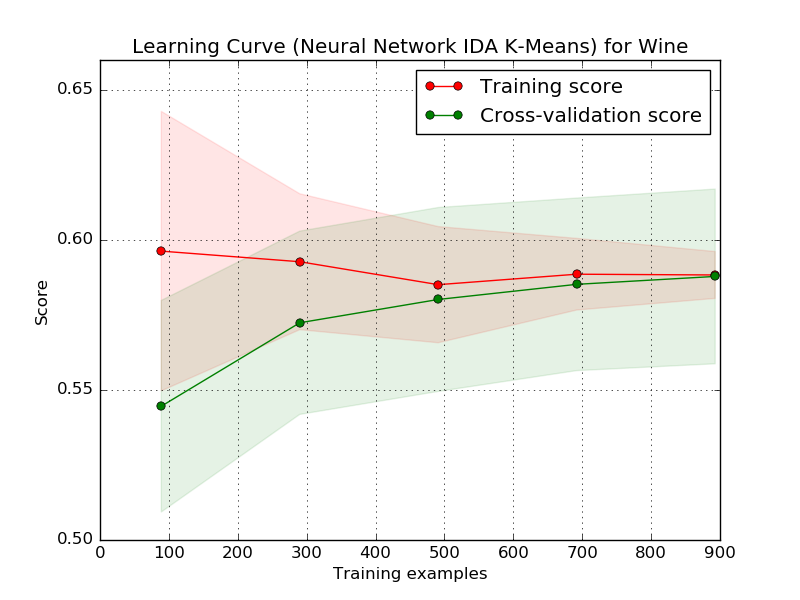 Learning Curve (Neural Network IDA K-Means) for Wine
Training score
Cross-validation score
0.65
0.60
0.55
0.50
Score
0 100 200 300 400 500 600 700 800 900
Training examples